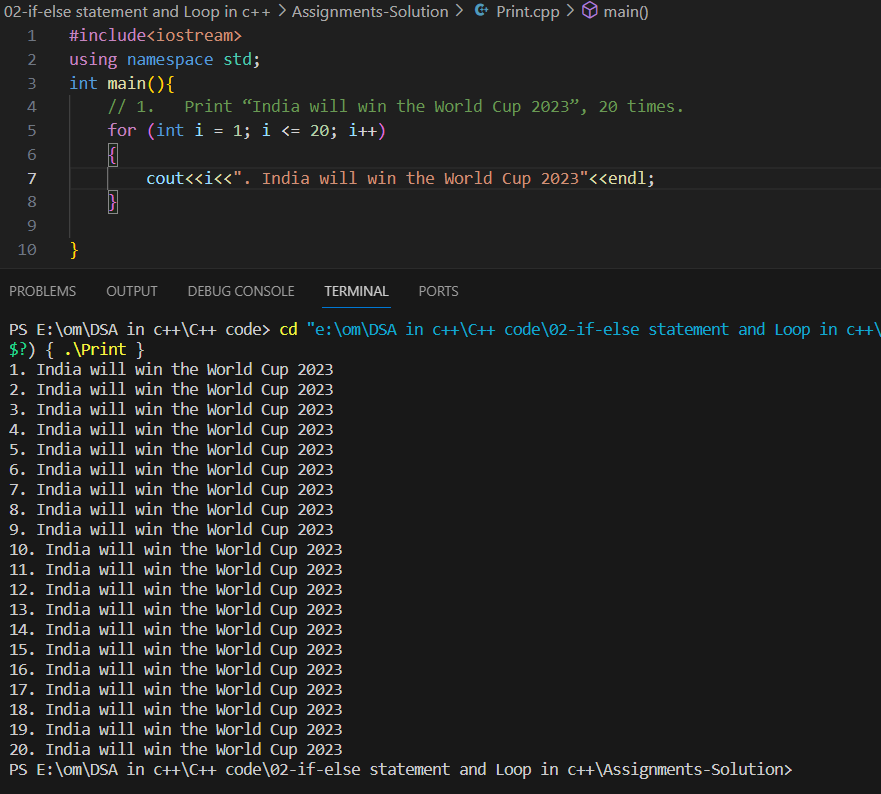 02-if-else statement and Loop in c++ > Assignments-Solution > Print.cpp > main()
1 #include<iostream>
2 using namespace std;
3 int main(){
4 // 1.   Print “India will win the World Cup 2023”, 20 times.
5 for (int i = 1; i <= 20; i++)
6 {
7 cout<<i<<". India will win the World Cup 2023"<<endl;
8 }
9
10 }
PROBLEMS OUTPUT DEBUG CONSOLE TERMINAL PORTS
PS E:\om\DSA in c++\C++ code> cd "e:\om\DSA in c++\C++ code\02-if-else statement and Loop in c++\
$?) { .\Print }
1. India will win the World Cup 2023
2. India will win the World Cup 2023
3. India will win the World Cup 2023
4. India will win the World Cup 2023
5. India will win the World Cup 2023
6. India will win the World Cup 2023
7. India will win the World Cup 2023
8. India will win the World Cup 2023
9. India will win the World Cup 2023
10. India will win the World Cup 2023
11. India will win the World Cup 2023
12. India will win the World Cup 2023
13. India will win the World Cup 2023
14. India will win the World Cup 2023
15. India will win the World Cup 2023
16. India will win the World Cup 2023
17. India will win the World Cup 2023
18. India will win the World Cup 2023
19. India will win the World Cup 2023
20. India will win the World Cup 2023
PS E:\om\DSA in c++\C++ code\02-if-else statement and Loop in c++\Assignments-Solution>